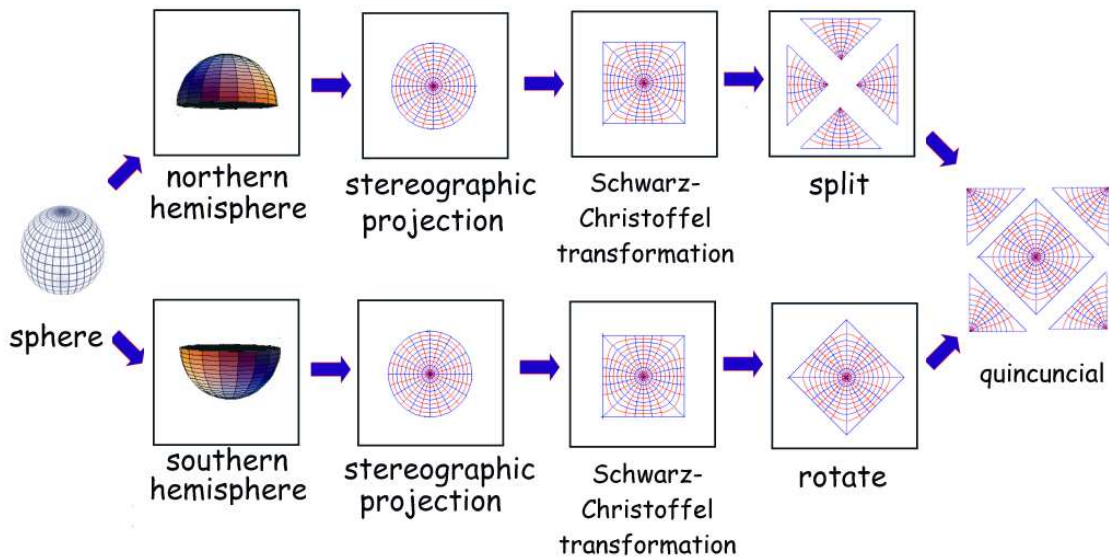 sphere
northern
hemisphere
stereographic
projection
Schwarz-
Christoffel
transformation
split
southern
hemisphere
stereographic
projection
Schwarz-
Christoffel
transformation
rotate
quincuncial